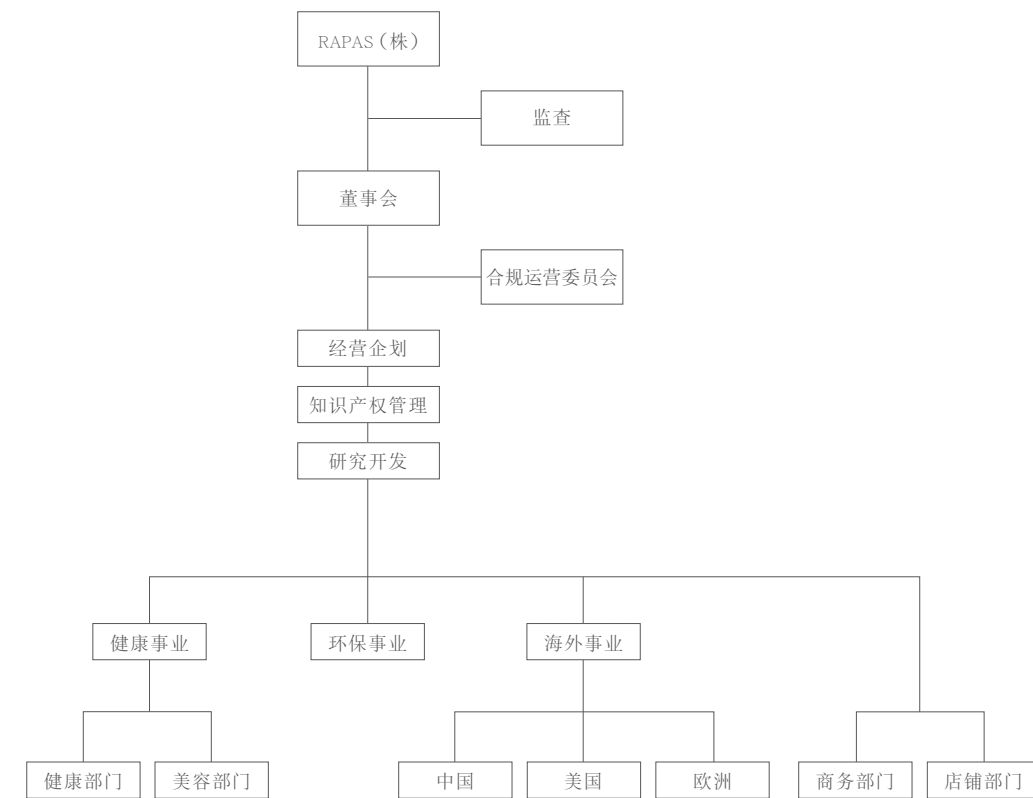 RAPAS（株）
监查
董事会
合规运营委员会
经营企划
知识产权管理
研究开发
健康事业
环保事业
海外事业
健康部门
美容部门
中国
美国
欧洲
商务部门
店铺部门